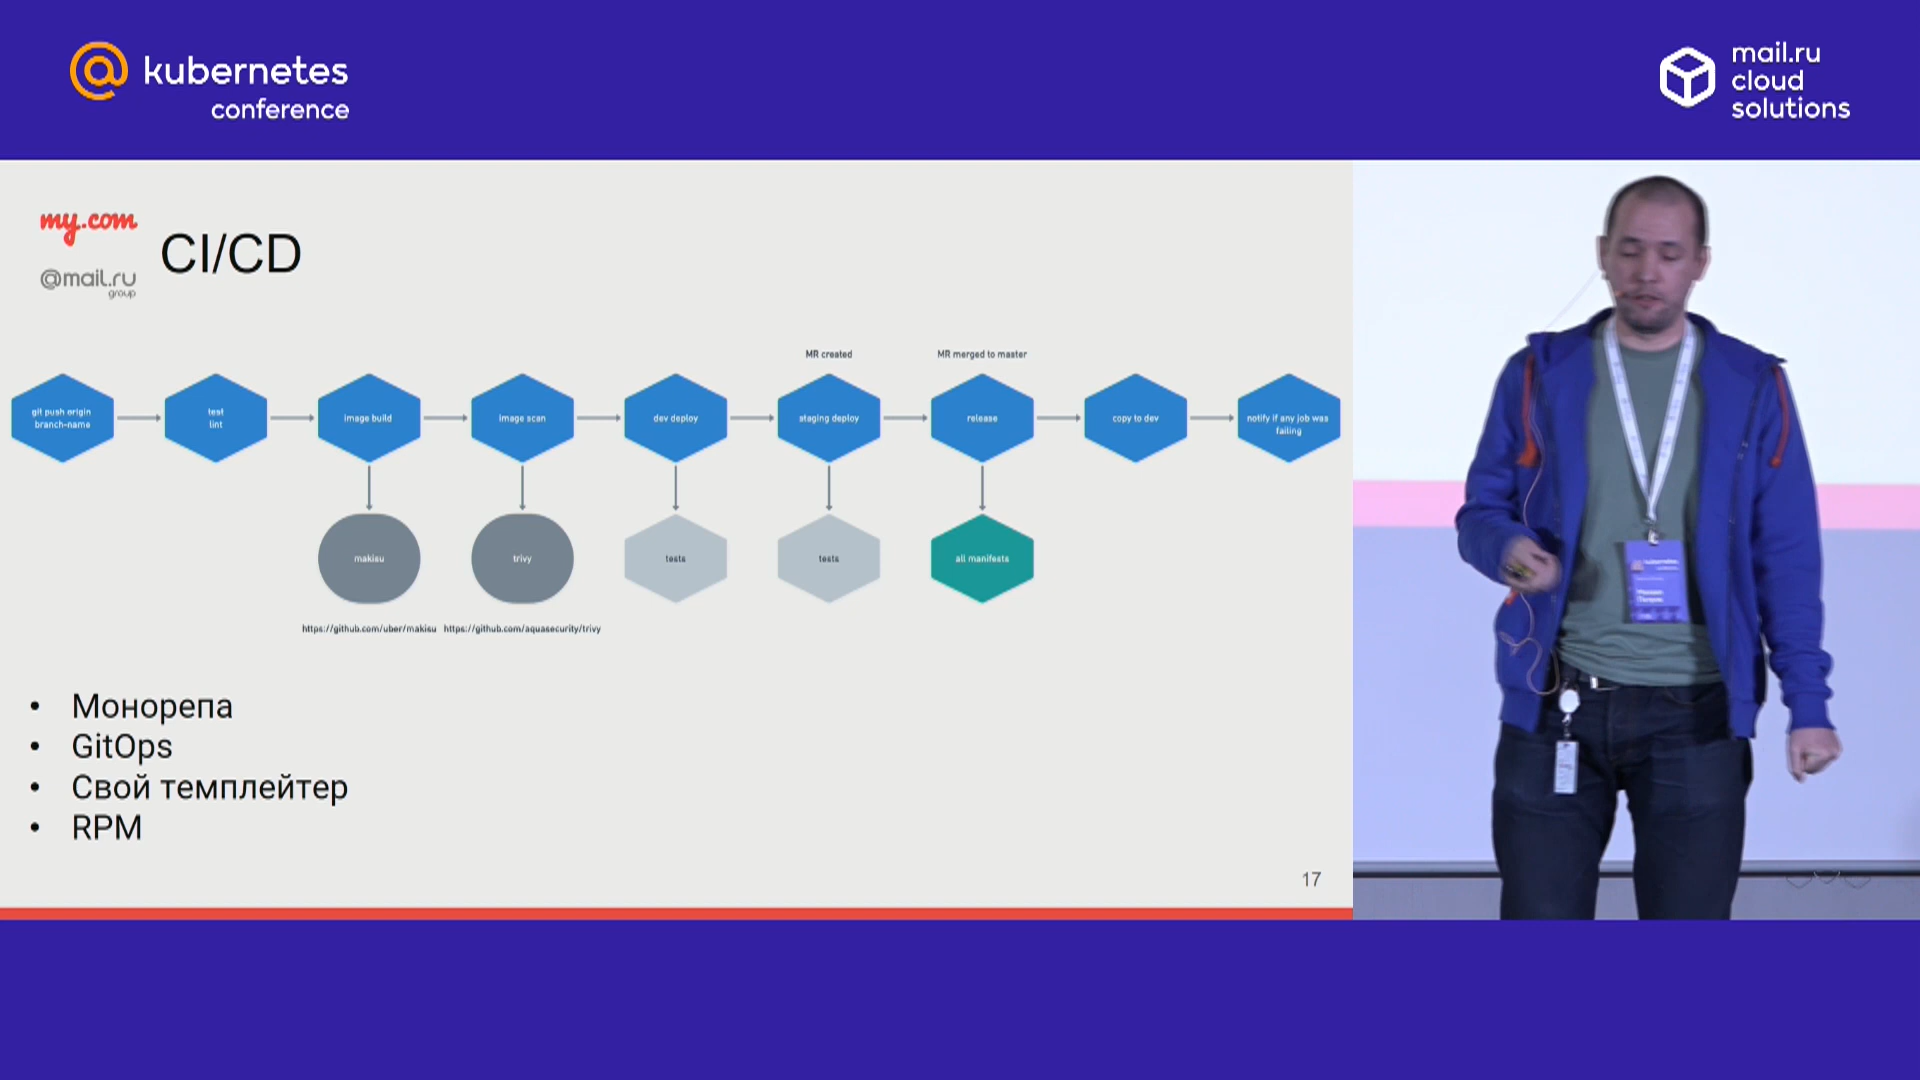 kubernetes
conference
mail.ru
cloud
solutions
my.com
@mail.ru
group
CI/CD
MR created
MR merged to master
git push origin
branch-name
test
lint
image build
image scan
dev deploy
staging deploy
release
copy to dev
notify if any job was
failing
makisu
trivy
tests
tests
all manifests
https://github.com/uber/makisu
https://github.com/aquasecurity/trivy
• Монорепа
• GitOps
• Свой темплейтер
• RPM
17
kubernetes